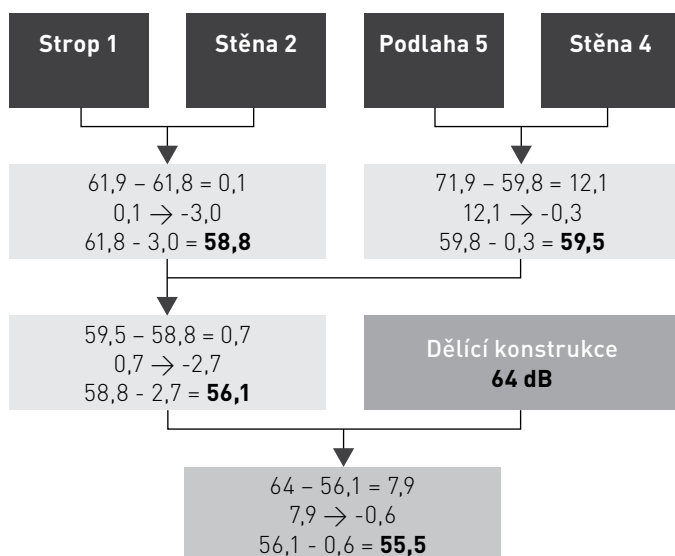 Strop 1
Stěna 2
Podlaha 5
Stěna 4
61,9 – 61,8 = 0,1
0,1 → -3,0
61,8 - 3,0 = 58,8
71,9 – 59,8 = 12,1
12,1 → -0,3
59,8 - 0,3 = 59,5
59,5 – 58,8 = 0,7
0,7 → -2,7
58,8 - 2,7 = 56,1
Dělící konstrukce
64 dB
64 – 56,1 = 7,9
7,9 → -0,6
56,1 - 0,6 = 55,5